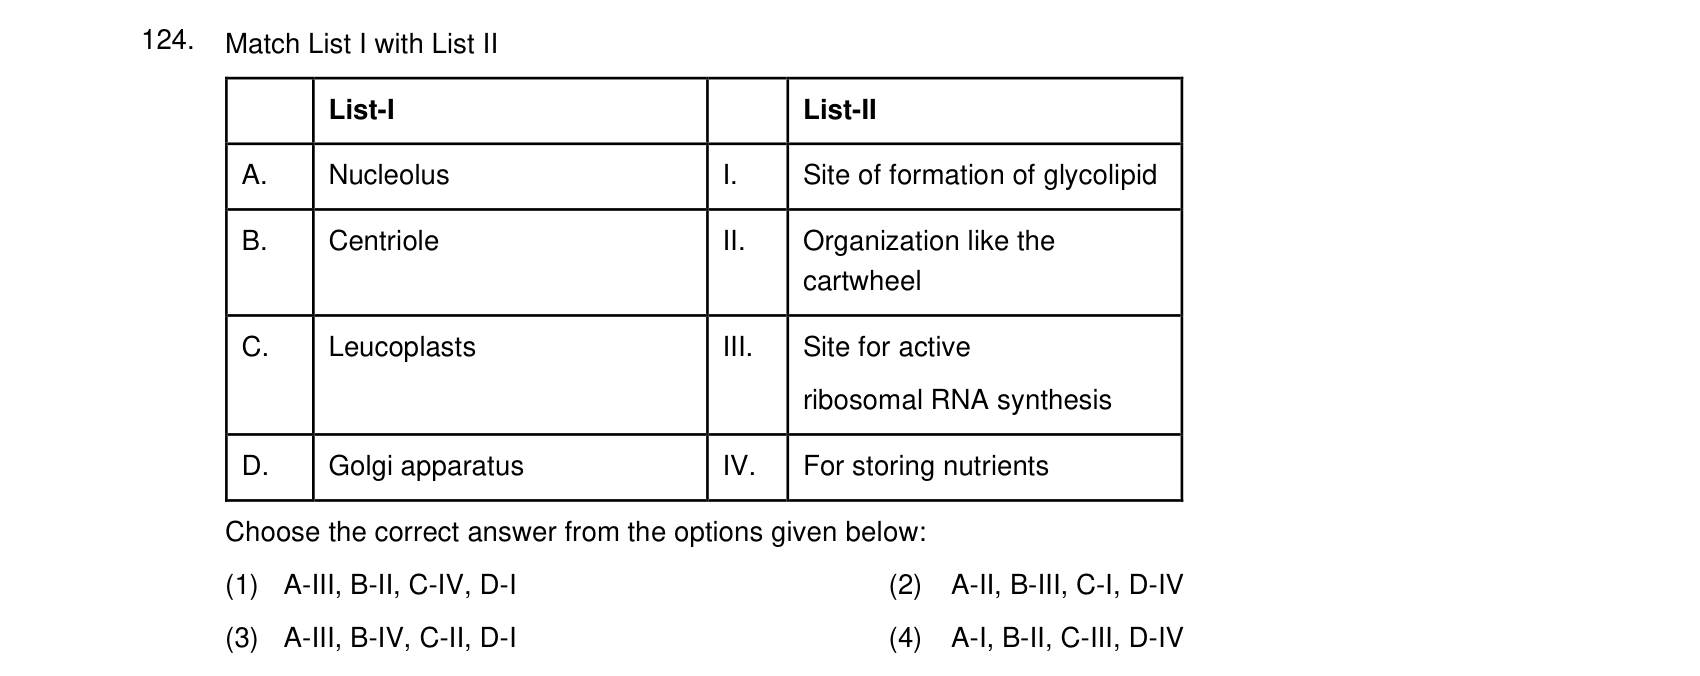 124. Match List I with List II
List-I List-II
A. Nucleolus I. Site of formation of glycolipid
B. Centriole II. Organization like the
cartwheel
C. Leucoplasts III. Site for active
ribosomal RNA synthesis
D. Golgi apparatus IV. For storing nutrients
Choose the correct answer from the options given below:
(1) A-III, B-II, C-IV, D-I (2) A-II, B-III, C-I, D-IV
(3) A-III, B-IV, C-II, D-I (4) A-I, B-II, C-III, D-IV